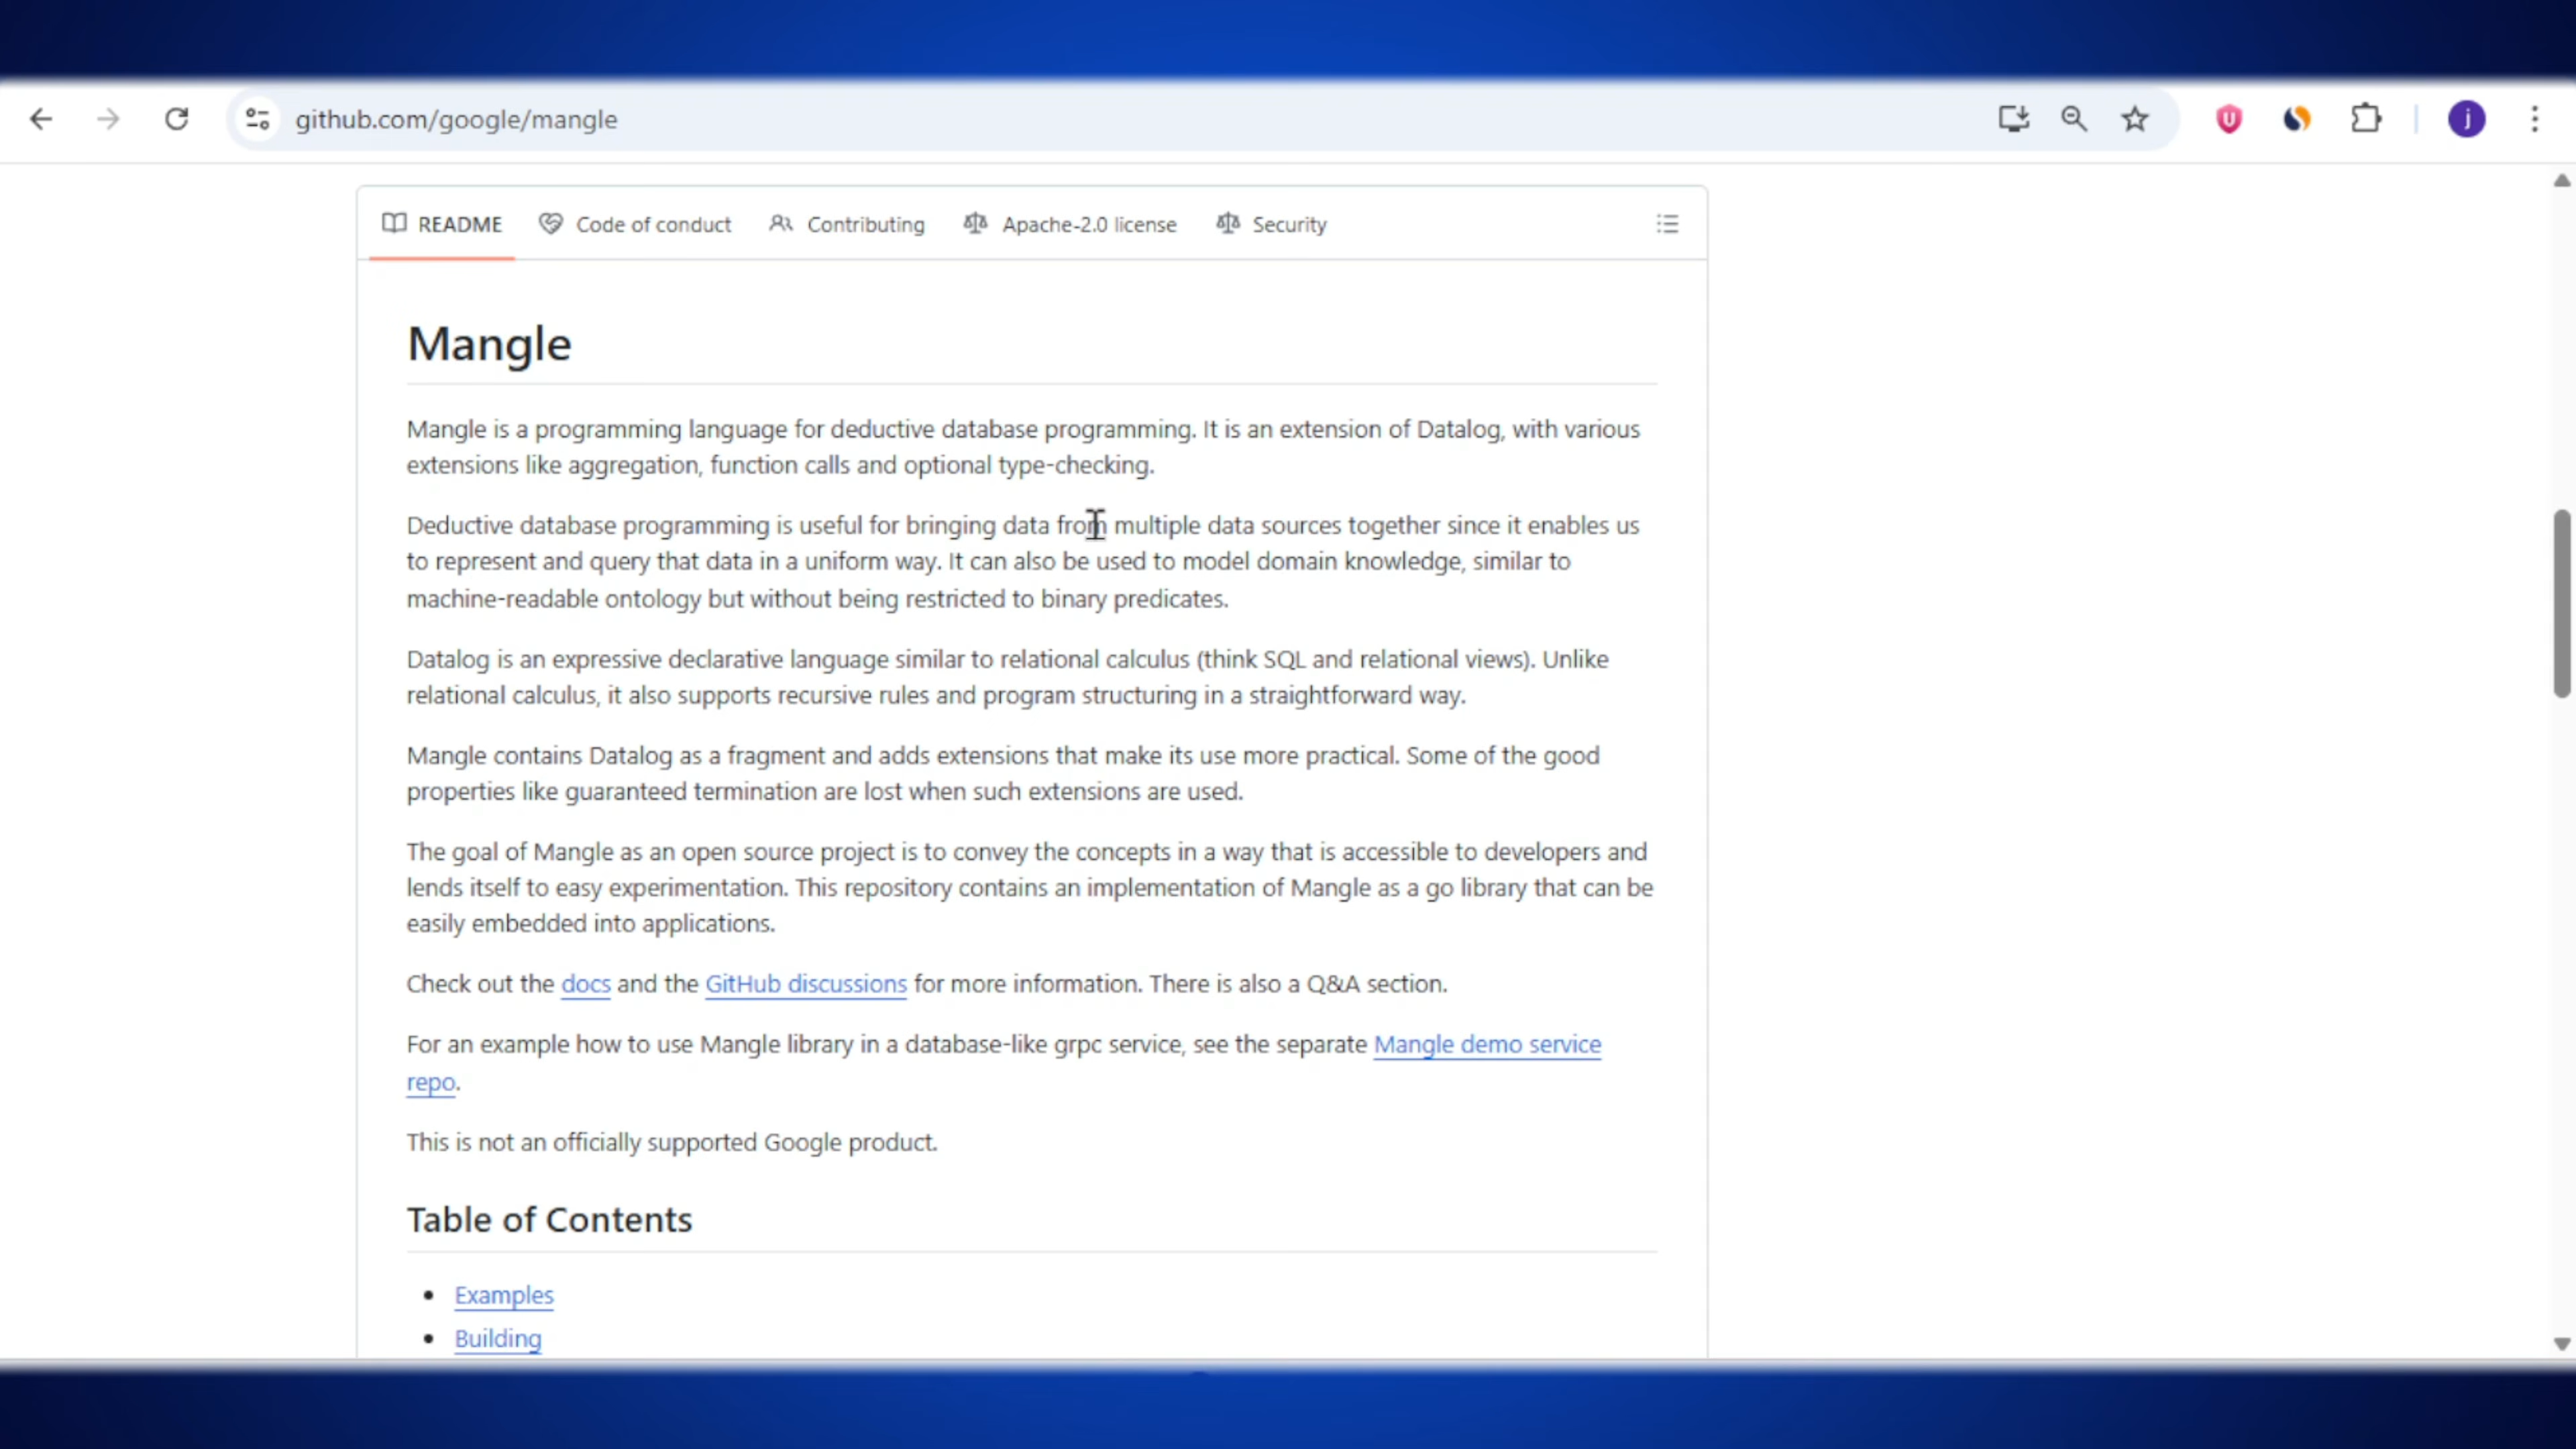 github.com/google/mangle
j
README Code of conduct Contributing Apache-2.0 license Security
Mangle
Mangle is a programming language for deductive database programming. It is an extension of Datalog, with various
extensions like aggregation, function calls and optional type-checking.
Deductive database programming is useful for bringing data from multiple data sources together since it enables us
to represent and query that data in a uniform way. It can also be used to model domain knowledge, similar to
machine-readable ontology but without being restricted to binary predicates.
Datalog is an expressive declarative language similar to relational calculus (think SQL and relational views). Unlike
relational calculus, it also supports recursive rules and program structuring in a straightforward way.
Mangle contains Datalog as a fragment and adds extensions that make its use more practical. Some of the good
properties like guaranteed termination are lost when such extensions are used.
The goal of Mangle as an open source project is to convey the concepts in a way that is accessible to developers and
lends itself to easy experimentation. This repository contains an implementation of Mangle as a go library that can be
easily embedded into applications.
Check out the docs and the GitHub discussions for more information. There is also a Q&A section.
For an example how to use Mangle library in a database-like grpc service, see the separate Mangle demo service
repo.
This is not an officially supported Google product.
Table of Contents
• Examples
• Building